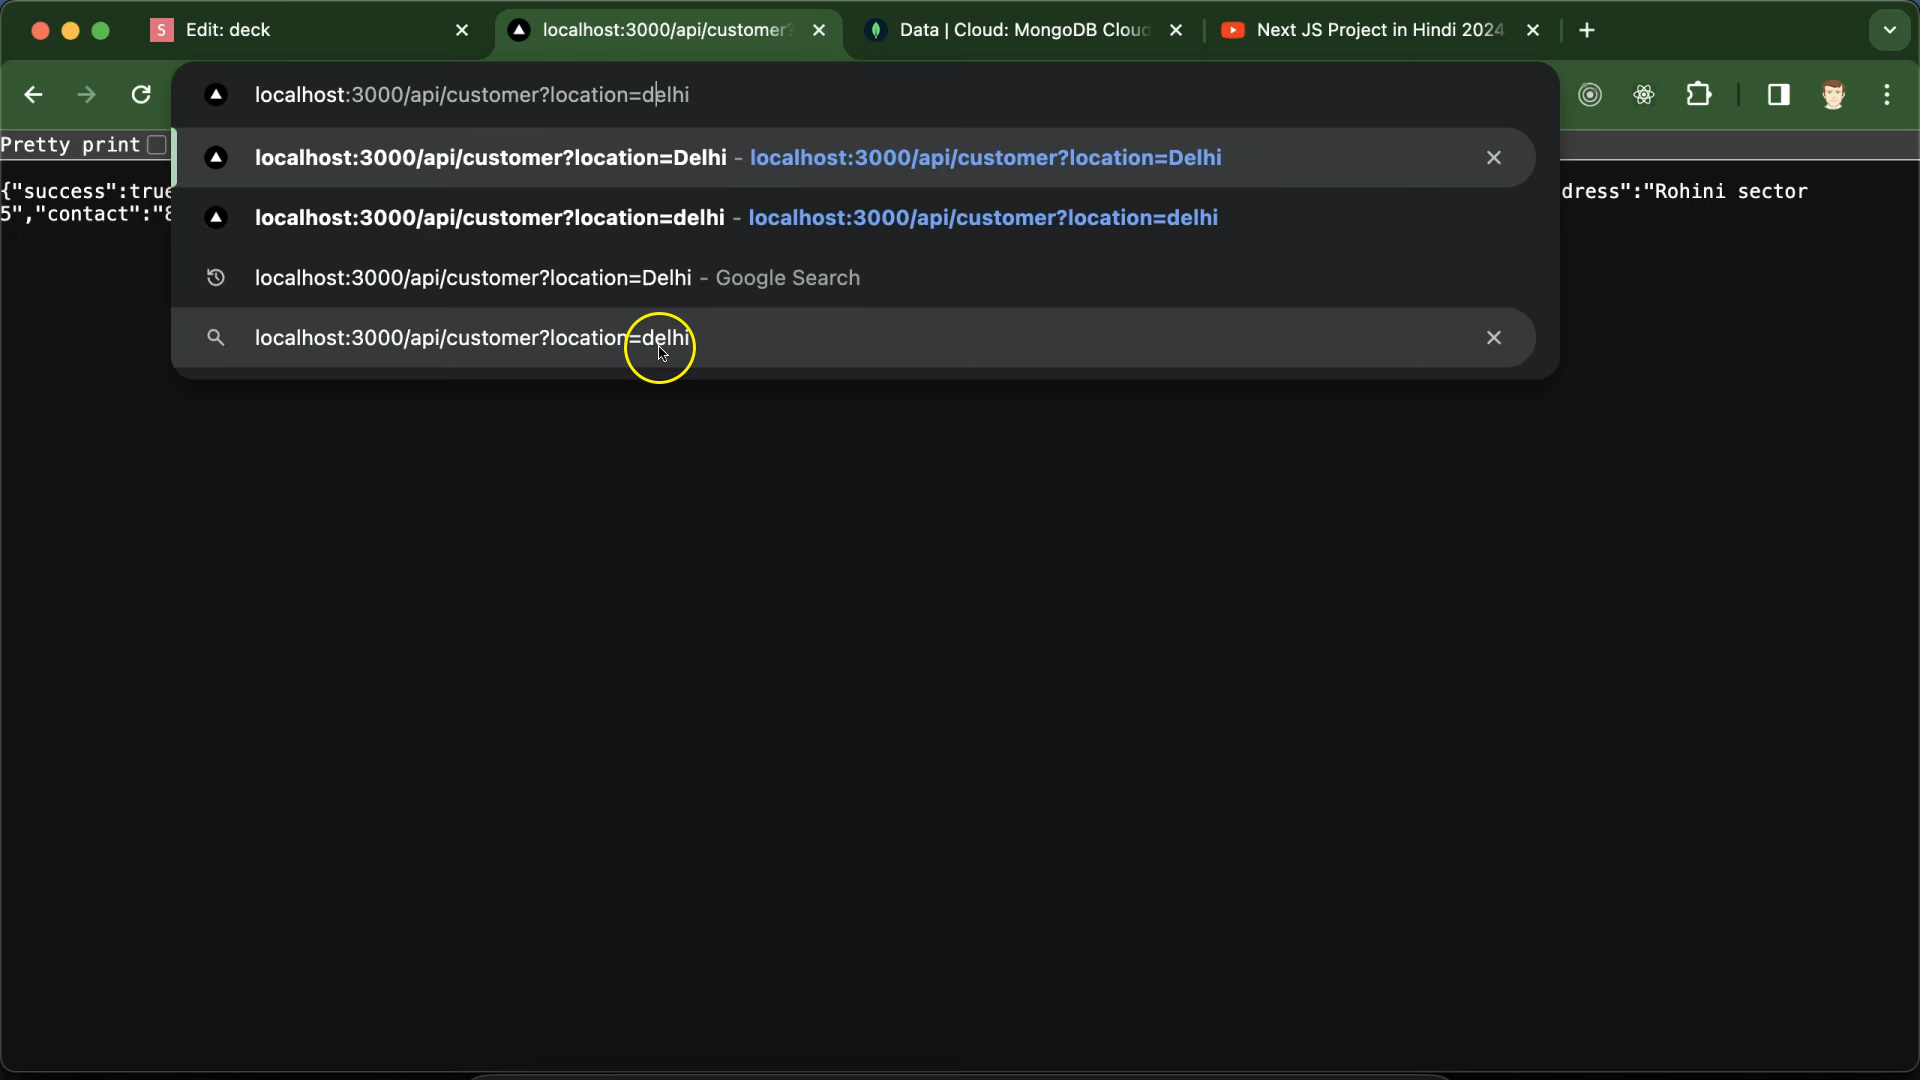 Edit: deck
localhost:3000/api/customer?
Data | Cloud: MongoDB Clou
Next JS Project in Hindi 2024
localhost:3000/api/customer?location=delhi
Pretty print
localhost:3000/api/customer?location=Delhi - localhost:3000/api/customer?location=Delhi
localhost:3000/api/customer?location=delhi - localhost:3000/api/customer?location=delhi
localhost:3000/api/customer?location=Delhi - Google Search
localhost:3000/api/customer?location=delhi
{"success":true dress":"Rohini sector
5","contact":"8